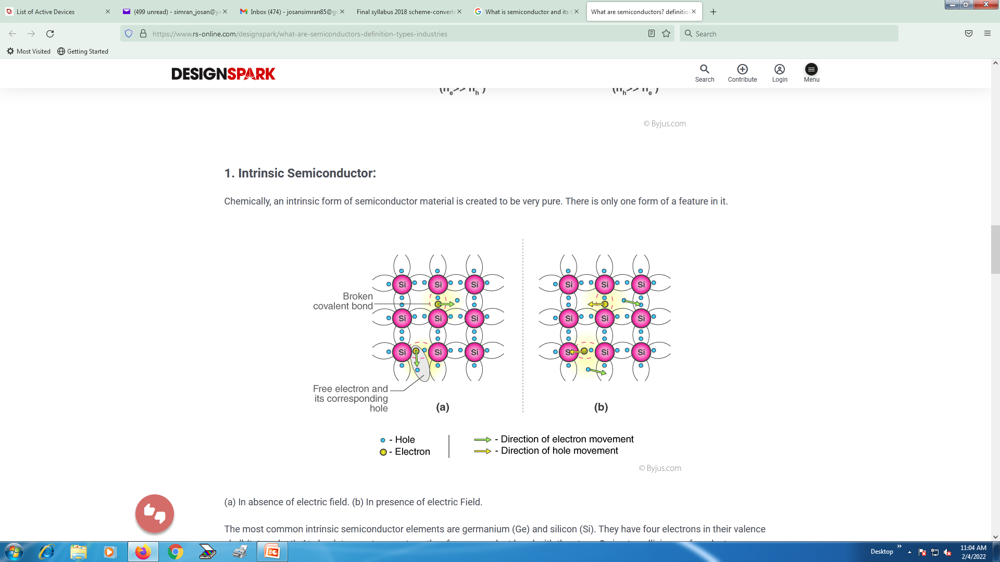 List of Active Devices
(499 unread) - simran_josan@ya
Inbox (474) - josansimran85@gm
Final syllabus 2018 scheme-converte
What is semiconductor and its t
What are semiconductors? definitio
https://www.rs-online.com/designspark/what-are-semiconductors-definition-types-industries
Search
Most Visited
Getting Started
DESIGNSPARK
Search
Contribute
Login
Menu
(ne>> nh )
(nh>> ne )
© Byjus.com
1. Intrinsic Semiconductor:
Chemically, an intrinsic form of semiconductor material is created to be very pure. There is only one form of a feature in it.
Si Si Si Si Si Si
Broken
covalent bond
Si Si Si Si Si Si
Si Si Si Si Si Si
Free electron and
its corresponding
hole
(a)
(b)
- Hole
- Electron
- Direction of electron movement
- Direction of hole movement
© Byjus.com
(a) In absence of electric field. (b) In presence of electric Field.
The most common intrinsic semiconductor elements are germanium (Ge) and silicon (Si). They have four electrons in their valence
Desktop
11:04 AM
2/4/2022